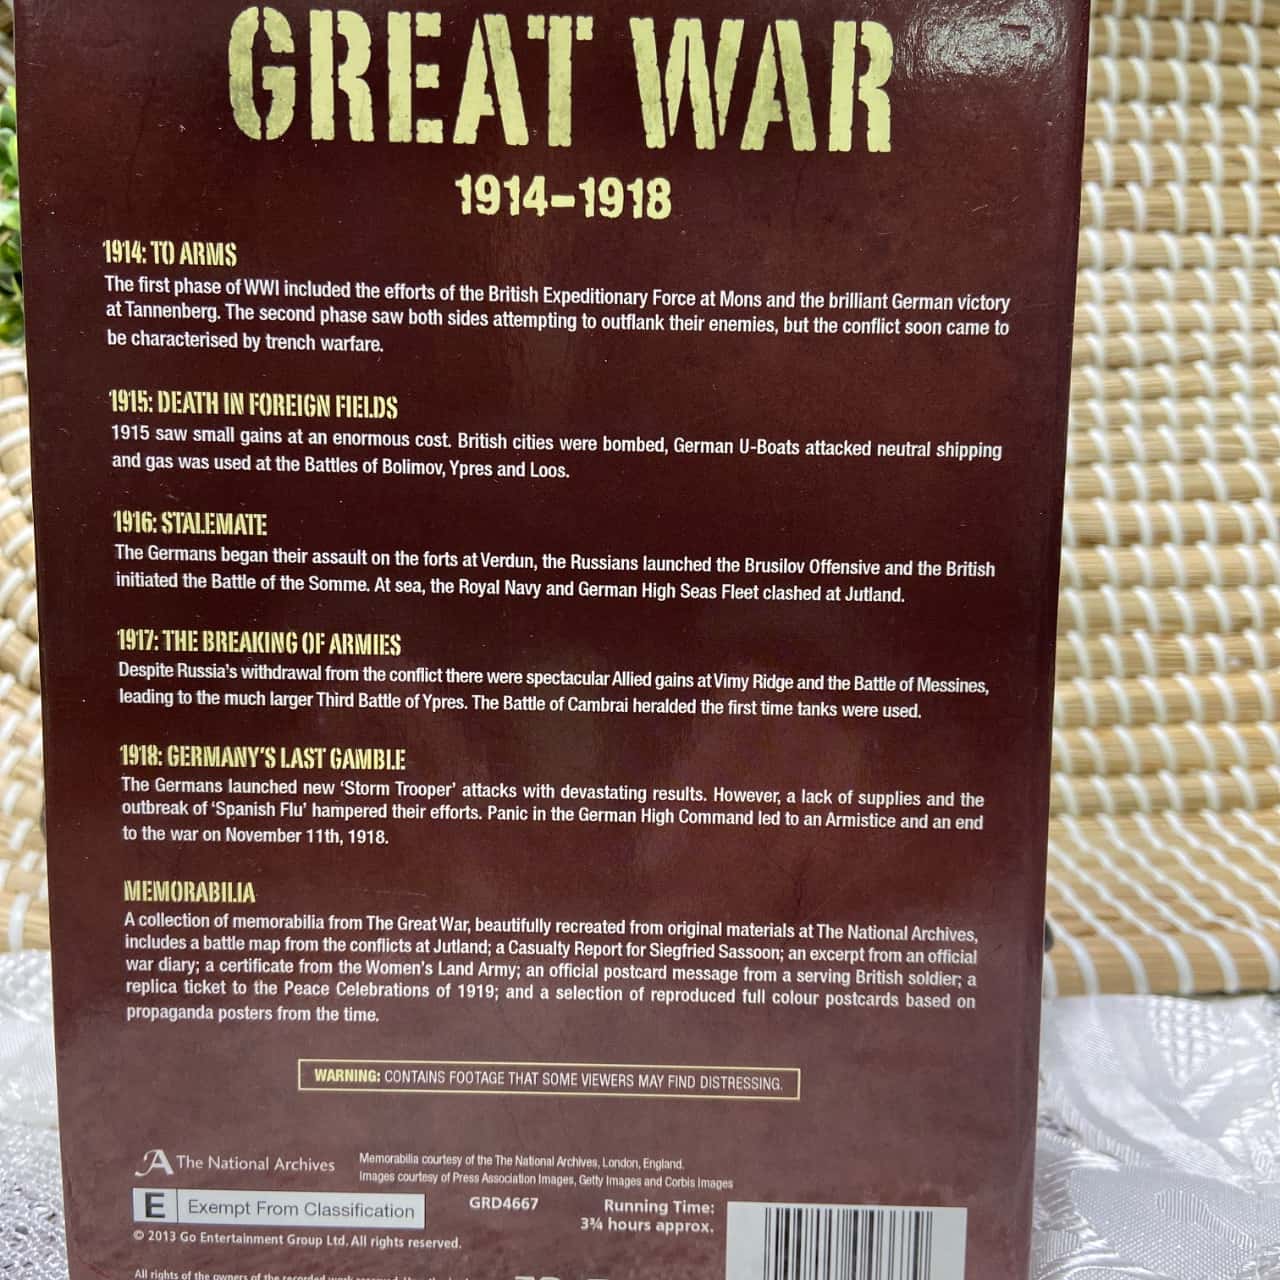 GREAT WAR
1914–1918
1914: TO ARMS
The first phase of WWI included the efforts of the British Expeditionary Force at Mons and the brilliant German victory
at Tannenberg. The second phase saw both sides attempting to outflank their enemies, but the conflict soon came to
be characterised by trench warfare.
1915: DEATH IN FOREIGN FIELDS
1915 saw small gains at an enormous cost. British cities were bombed, German U-Boats attacked neutral shipping
and gas was used at the Battles of Bolimov, Ypres and Loos.
1916: STALEMATE
The Germans began their assault on the forts at Verdun, the Russians launched the Brusilov Offensive and the British
initiated the Battle of the Somme. At sea, the Royal Navy and German High Seas Fleet clashed at Jutland.
1917: THE BREAKING OF ARMIES
Despite Russia's withdrawal from the conflict there were spectacular Allied gains at Vimy Ridge and the Battle of Messines,
leading to the much larger Third Battle of Ypres. The Battle of Cambrai heralded the first time tanks were used.
1918: GERMANY'S LAST GAMBLE
The Germans launched new 'Storm Trooper' attacks with devastating results. However, a lack of supplies and the
outbreak of 'Spanish Flu' hampered their efforts. Panic in the German High Command led to an Armistice and an end
to the war on November 11th, 1918.
MEMORABILIA
A collection of memorabilia from The Great War, beautifully recreated from original materials at The National Archives,
includes a battle map from the conflicts at Jutland; a Casualty Report for Siegfried Sassoon; an excerpt from an official
war diary; a certificate from the Women's Land Army; an official postcard message from a serving British soldier; a
replica ticket to the Peace Celebrations of 1919; and a selection of reproduced full colour postcards based on
propaganda posters from the time.
WARNING: CONTAINS FOOTAGE THAT SOME VIEWERS MAY FIND DISTRESSING.
The National Archives
Memorabilia courtesy of the The National Archives, London, England.
Images courtesy of Press Association Images, Getty Images and Corbis Images
E Exempt From Classification
GRD4667
Running Time:
3¾ hours approx.
© 2013 Go Entertainment Group Ltd. All rights reserved.
All rights of the owners of the recorded work